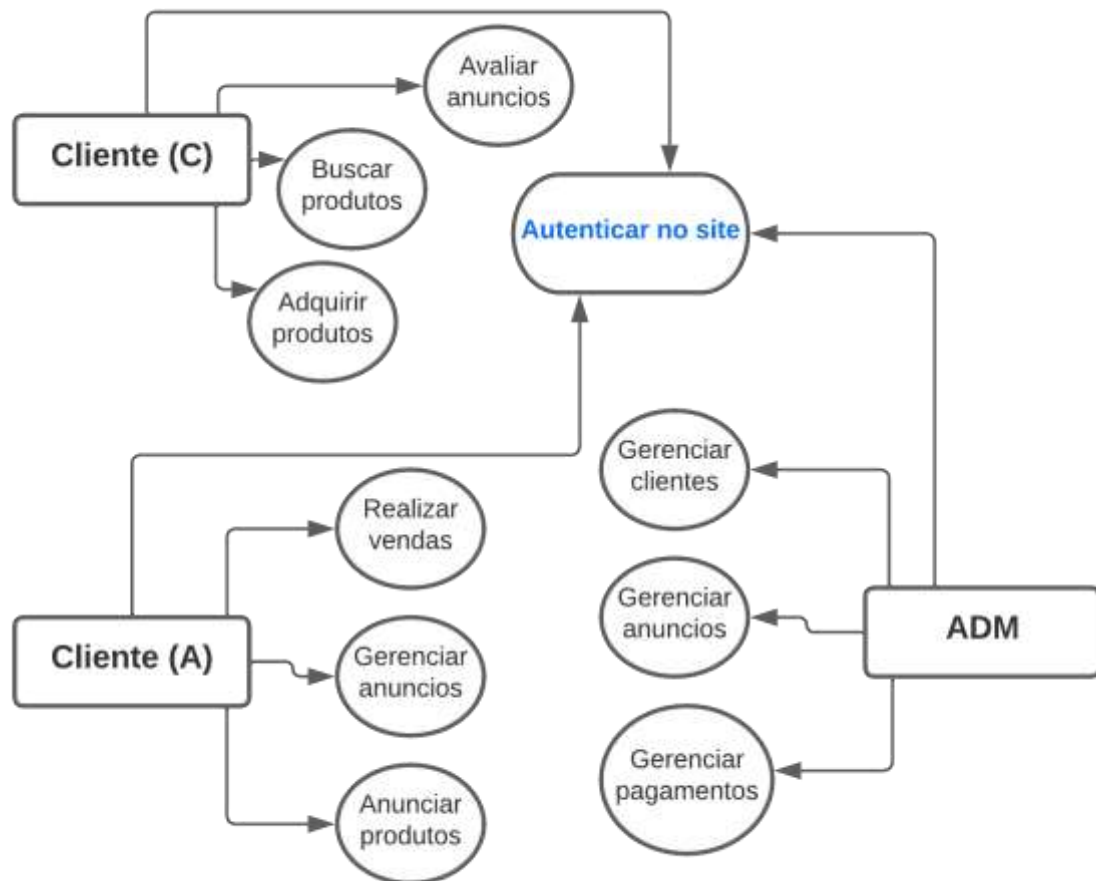 Avaliar
anuncios
Cliente (C)
Buscar
produtos
Autenticar no site
Adquirir
produtos
Gerenciar
clientes
Realizar
vendas
Gerenciar
anuncios
ADM
Cliente (A)
Gerenciar
anuncios
Gerenciar
pagamentos
Anunciar
produtos